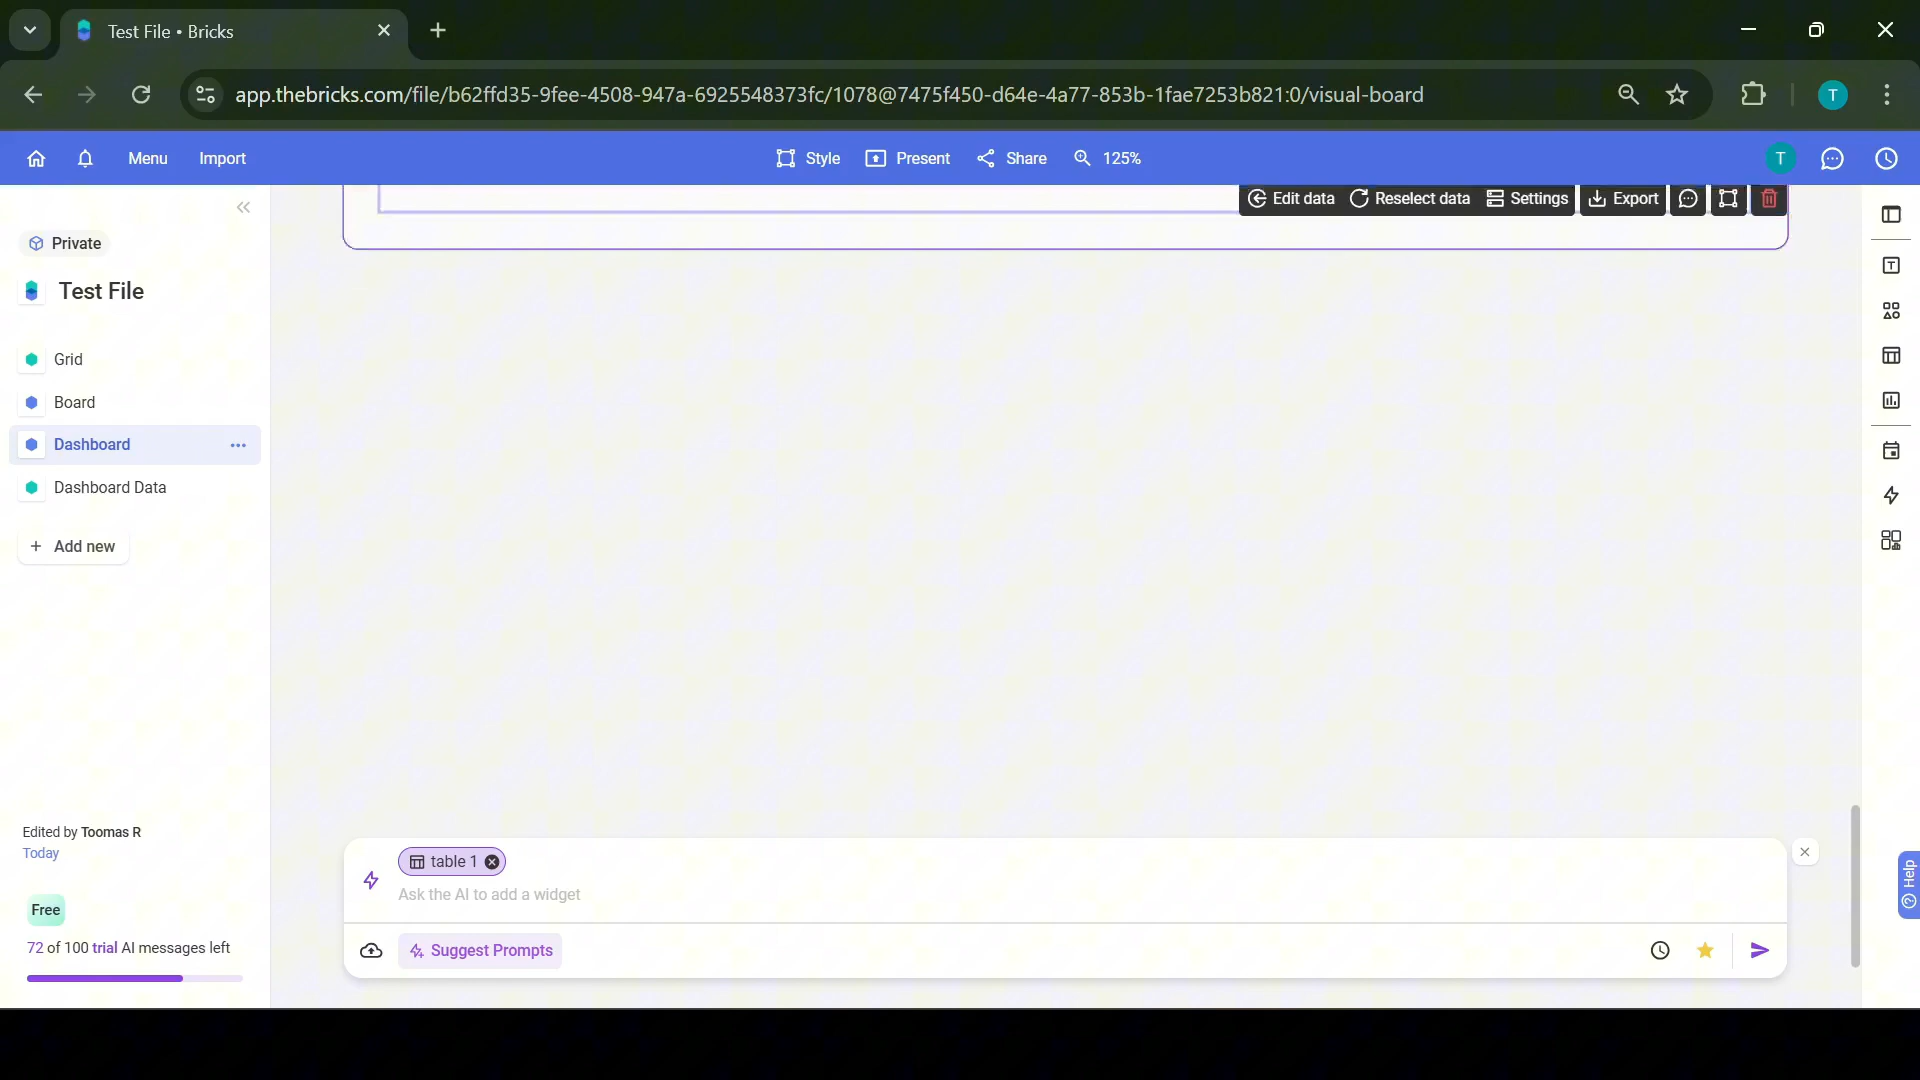 Test File • Bricks
app.thebricks.com/file/b62ffd35-9fee-4508-947a-6925548373fc/1078@7475f450-d64e-4a77-853b-1fae7253b821:0/visual-board
T
Menu
Import
Style
Present
Share
125%
T
Edit data
Reselect data
Settings
Export
Private
Test File
Grid
Board
Dashboard
Dashboard Data
+ Add new
Edited by Toomas R
Today
Free
72 of 100 trial AI messages left
table 1
Ask the AI to add a widget
Suggest Prompts
Help